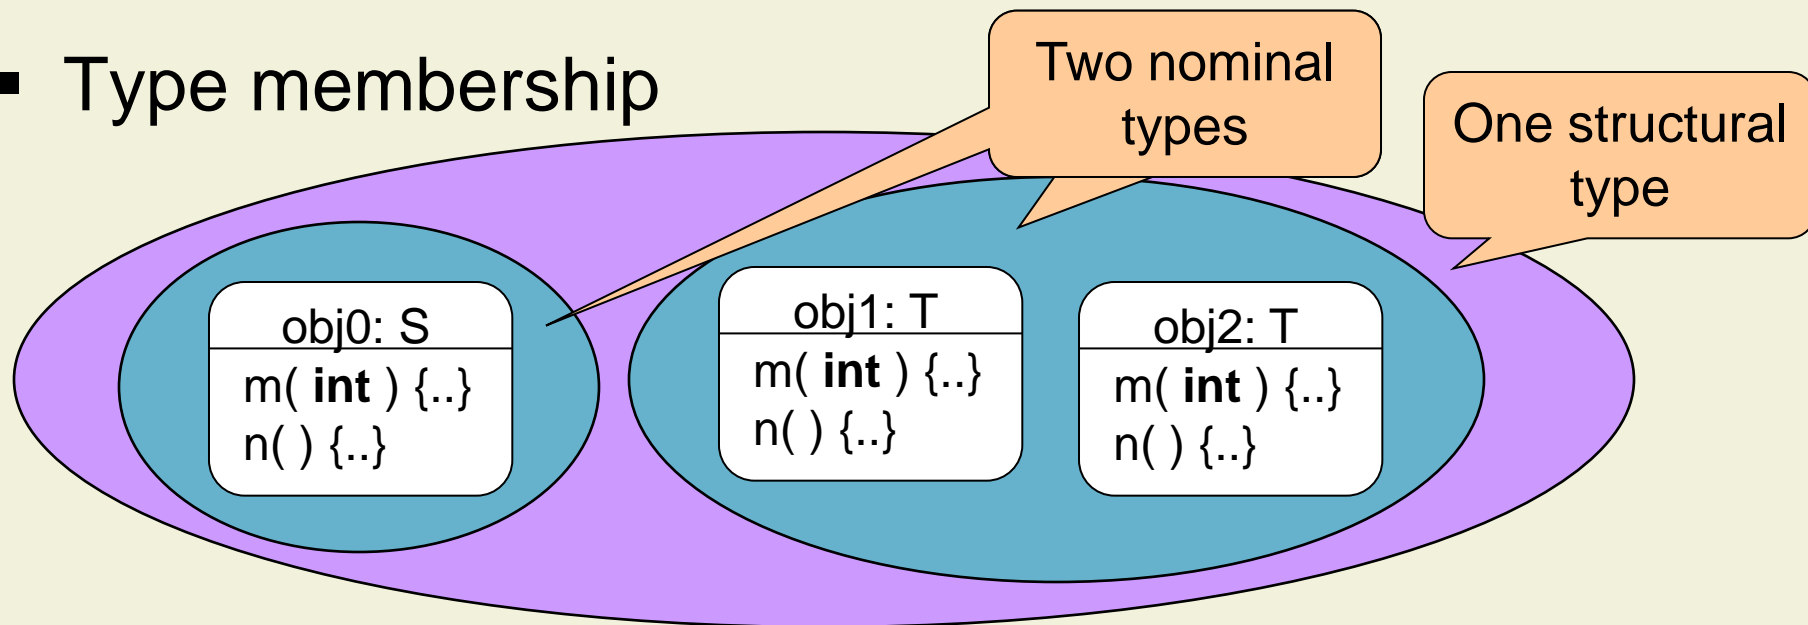 ▪ Type membership
Two nominal
types
One structural
type
obj0: S
m( int ) {..}
n( ) {..}
obj1: T
m( int ) {..}
n( ) {..}
obj2: T
m( int ) {..}
n( ) {..}